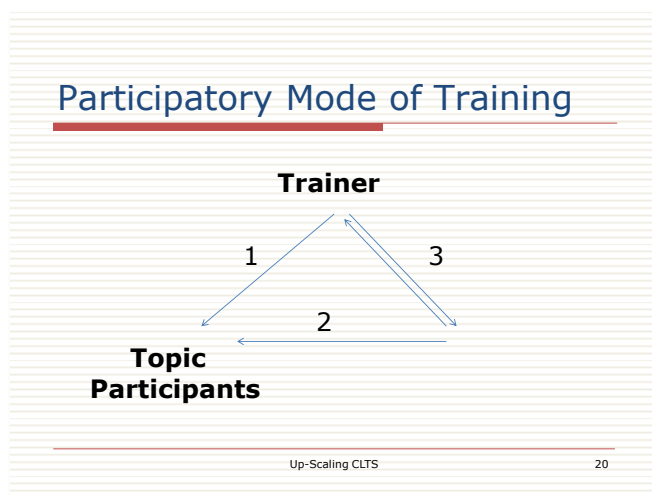 Participatory Mode of Training
Trainer
1
3
2
Topic
Participants
Up-Scaling CLTS
20